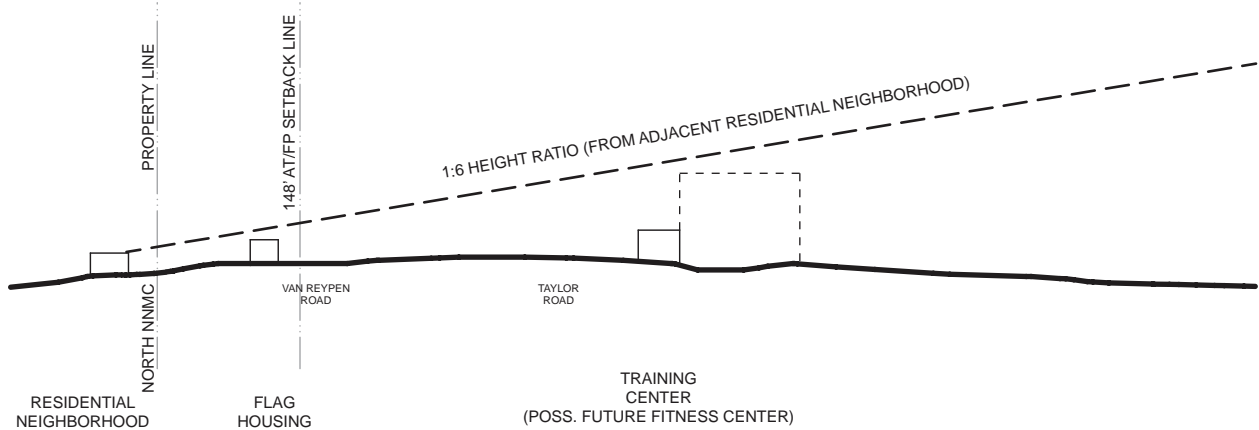 PROPERTY LINE
148' AT/FP SETBACK LINE
1:6 HEIGHT RATIO (FROM ADJACENT RESIDENTIAL NEIGHBORHOOD)
NORTH NNMC
VAN REYPEN
ROAD
TAYLOR
ROAD
RESIDENTIAL
NEIGHBORHOOD
FLAG
HOUSING
TRAINING
CENTER
(POSS. FUTURE FITNESS CENTER)